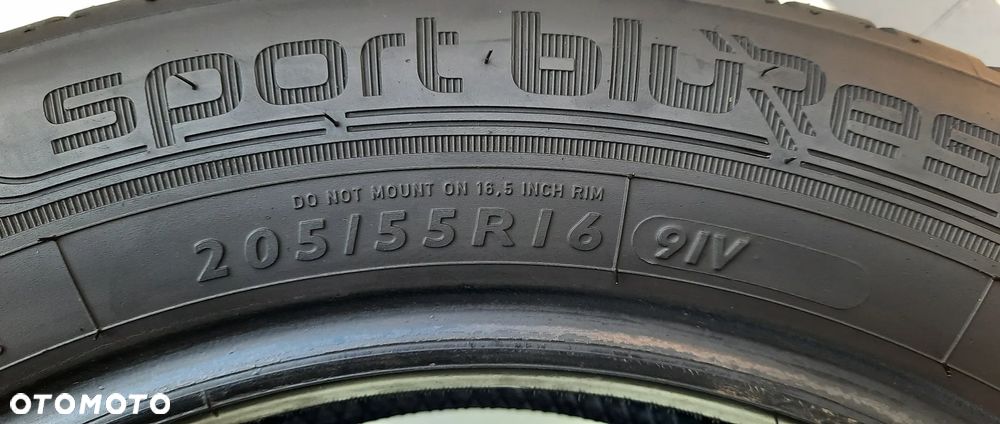 sport bluRes
DO NOT MOUNT ON 16,5 INCH RIM
205/55R16 91V
OTOMOTO